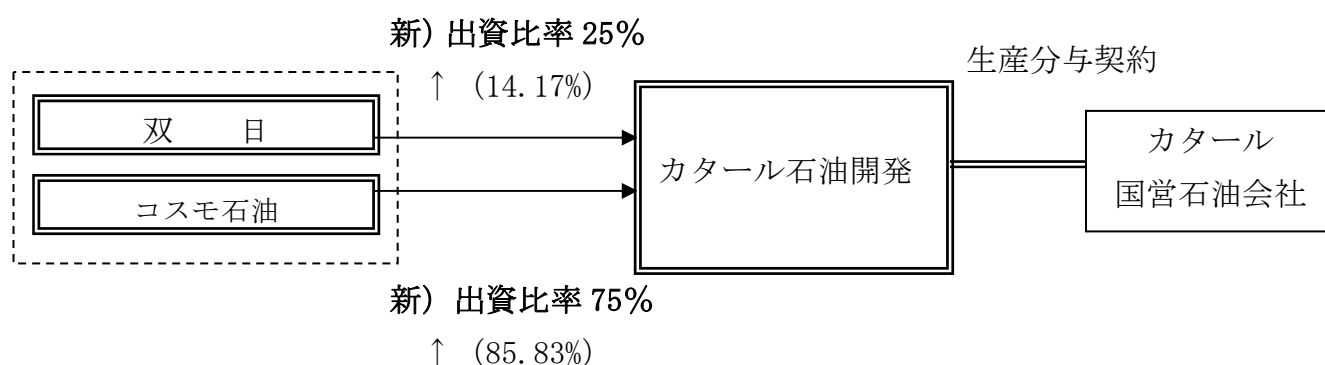 新）出資比率 25%
↑ (14.17%)
双　　日
コスモ石油
新）出資比率 75%
↑ (85.83%)
カタール石油開発
生産分与契約
カタール
国営石油会社